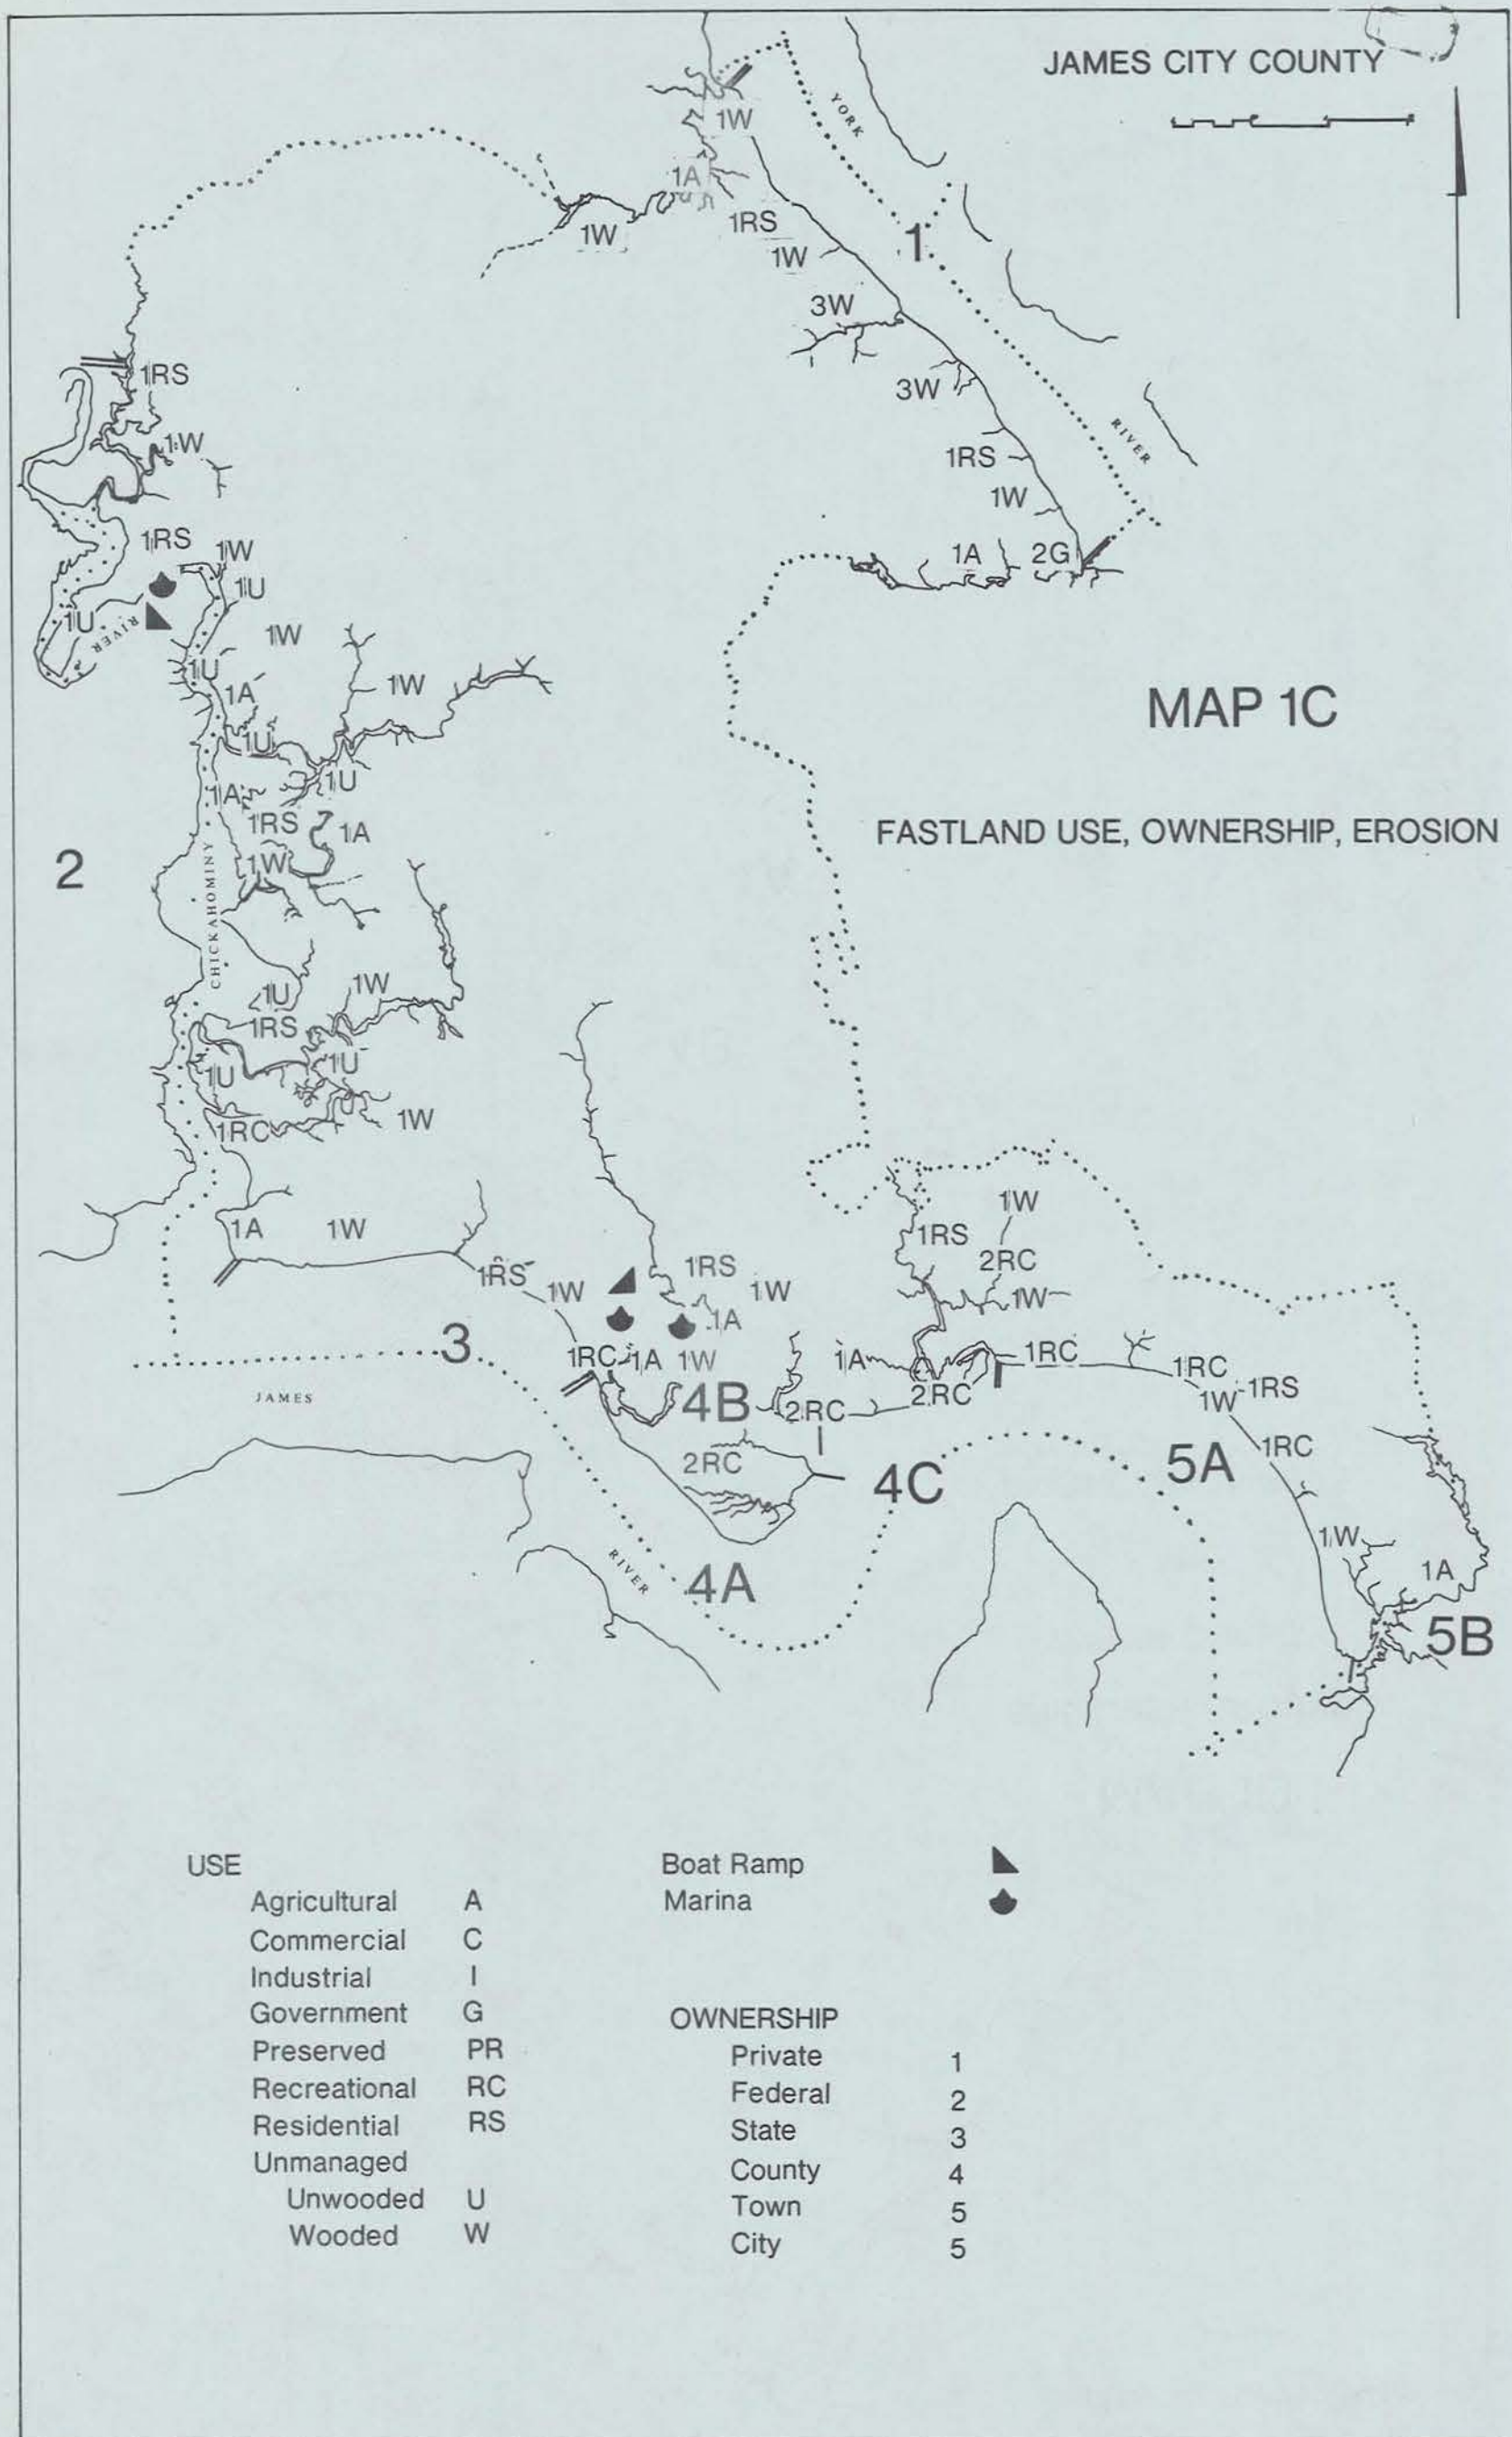 JAMES CITY COUNTY
YORK
1W
1A
1W
1RS
1W
1
3W
3W
RIVER
1RS
1W
1A 2G
1RS
1W
1RS 1W
1U
1U
RIVER
1W
1U
1A
1W
1U
1U
1A
1RS 1A
1W
2
CHICKAHOMINY
MAP 1C
FASTLAND USE, OWNERSHIP, EROSION
1U 1W
1RS
1U 1U
1RC 1W
1A 1W
1RS 1W
1RS 1W
1A
3
1RC 1A 1W
JAMES
4B
2RC
4A
RIVER
1W
1RS
2RC
1W
1A
2RC
2RC
1RC
4C
1RC
1W 1RS
1RC
5A
1W
1A
5B
USE
Agricultural A
Commercial C
Industrial I
Government G
Preserved PR
Recreational RC
Residential RS
Unmanaged
Unwooded U
Wooded W
Boat Ramp
Marina
OWNERSHIP
Private 1
Federal 2
State 3
County 4
Town 5
City 5